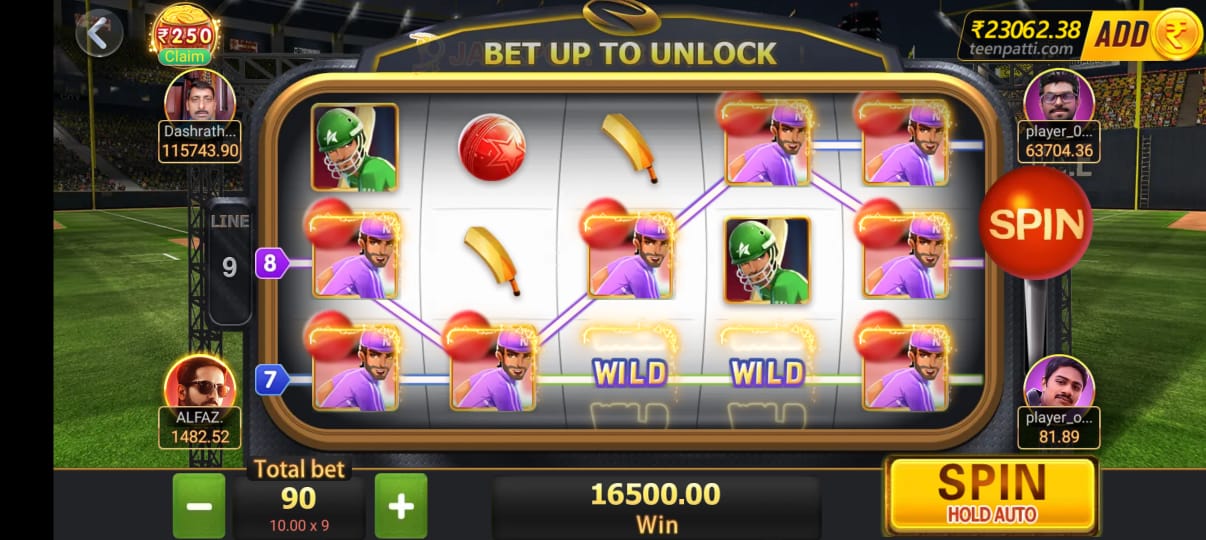 ₹250
Claim
BET UP TO UNLOCK
₹23062.38
teenpatti.com
ADD
Dashrath...
115743.90
player_0...
63704.36
LINE
9
8
SPIN
7
WILD
WILD
ALFAZ.
1482.52
player_o...
81.89
Total bet
90
10.00 x 9
16500.00
Win
SPIN
HOLD AUTO